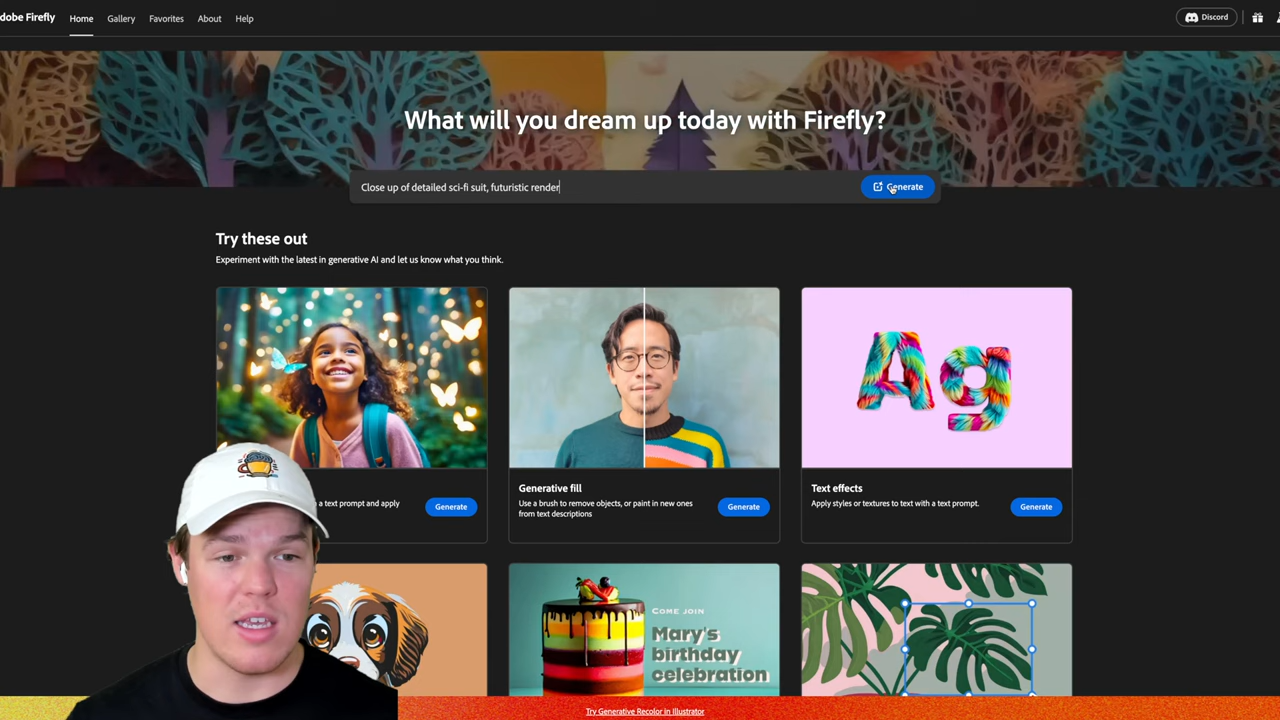 dobe Firefly
Home
Gallery
Favorites
About
Help
Discord
What will you dream up today with Firefly?
Close up of detailed sci-fi suit, futuristic render
Generate
Try these out
Experiment with the latest in generative AI and let us know what you think.
Ag
a text prompt and apply
Generate
Generative fill
Use a brush to remove objects, or paint in new ones
from text descriptions
Generate
Text effects
Apply styles or textures to text with a text prompt.
Generate
Come join
Mary's
birthday
celebration
Try Generative Recolor in Illustrator